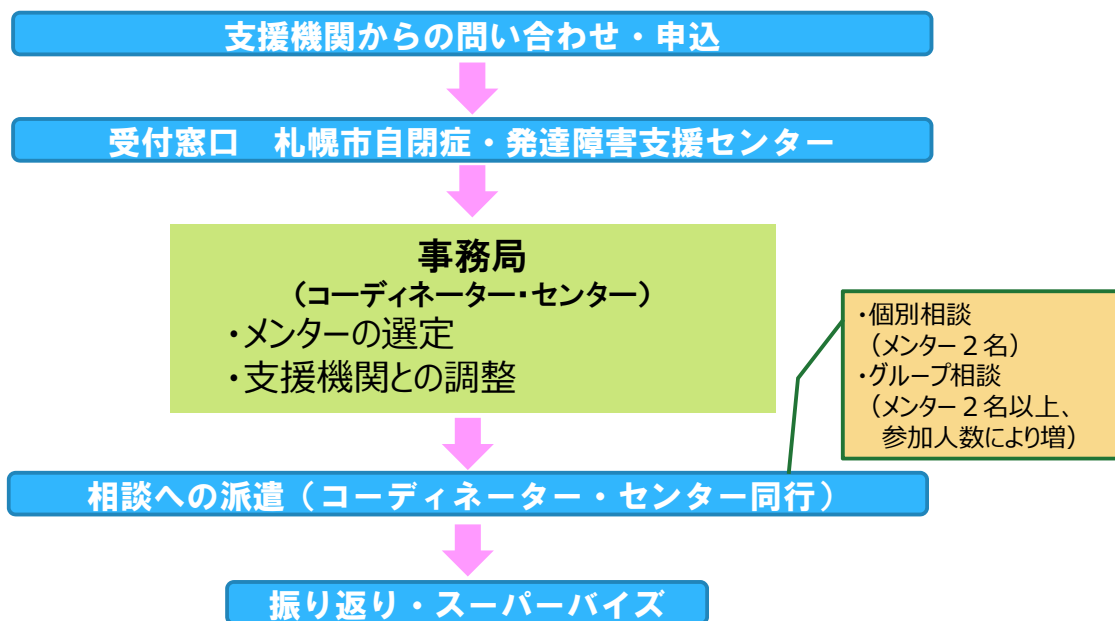 支援機関からの問い合わせ・申込
受付窓口　札幌市自閉症・発達障害支援センター
事務局
（コーディネーター・センター）
・メンターの選定
・支援機関との調整
・個別相談
（メンター２名）
・グループ相談
（メンター２名以上、
参加人数により増）
相談への派遣（コーディネーター・センター同行）
振り返り・スーパーバイズ